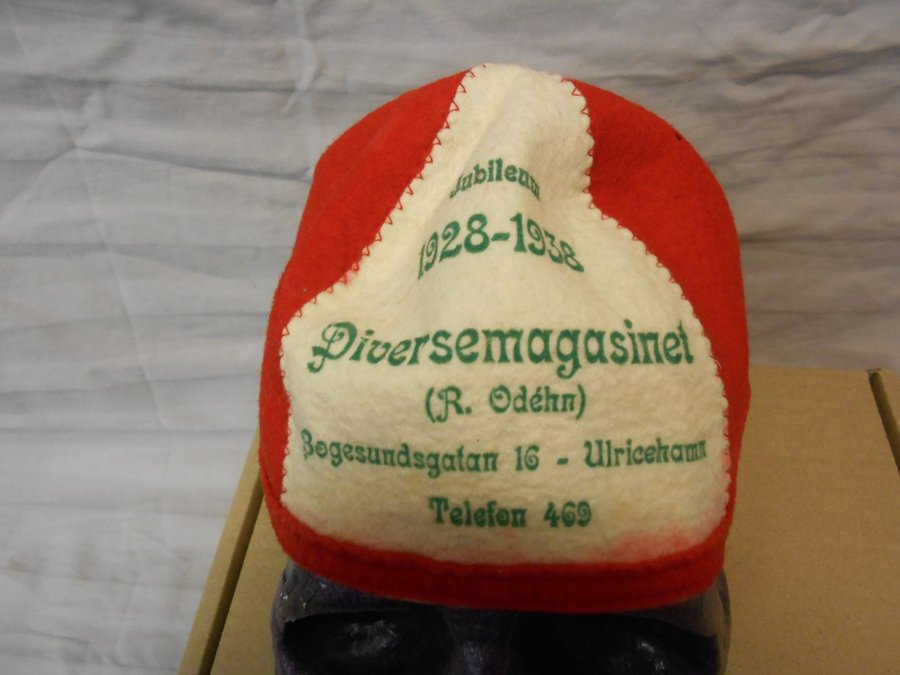 Jubileum
1928-1938
Diversemagasinet
(R. Odéhn)
Bogesundsgatan 16 - Ulricehamn
Telefon 469